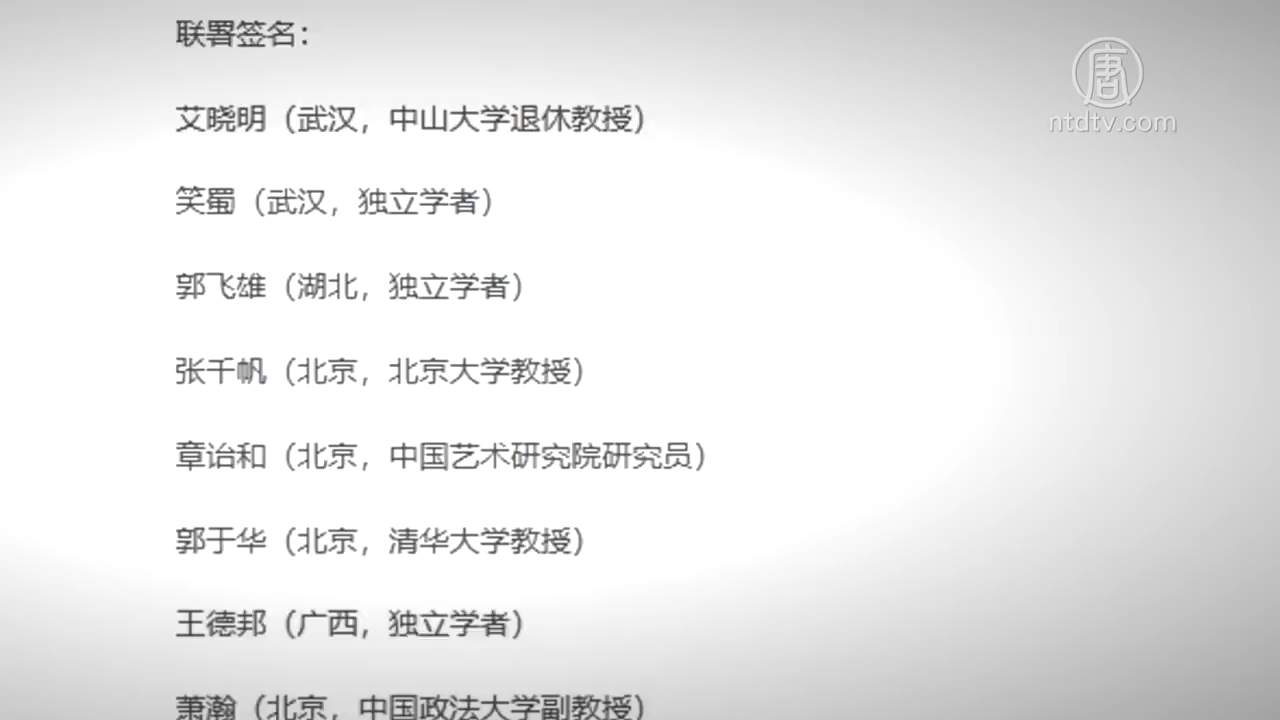 联署签名：
唐
ntdtv.com
艾晓明（武汉，中山大学退休教授）
笑蜀（武汉，独立学者）
郭飞雄（湖北，独立学者）
张千帆（北京，北京大学教授）
章诒和（北京，中国艺术研究院研究员）
郭于华（北京，清华大学教授）
王德邦（广西，独立学者）
萧瀚（北京，中国政法大学副教授）